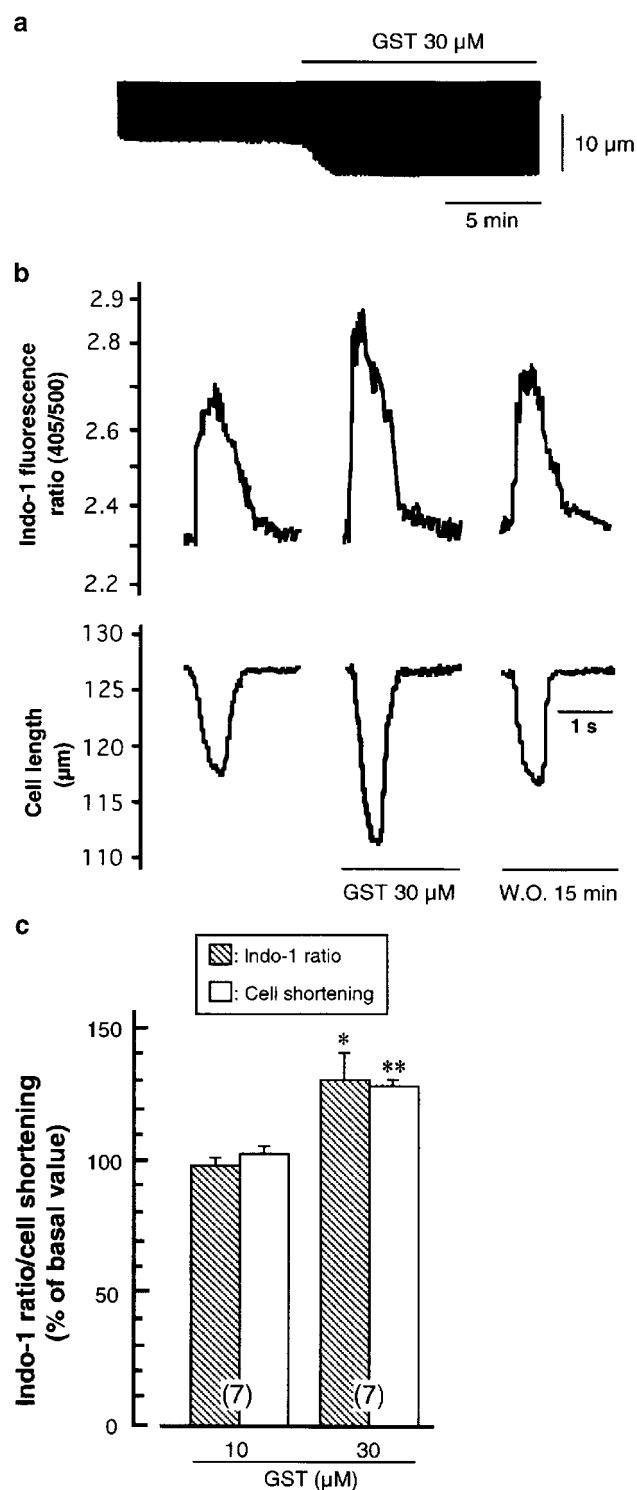 a
GST 30 µM
10 µm
5 min
b
Indo-1 fluorescence
ratio (405/500)
2.9
2.8
2.6
2.4
2.2
Cell length
(µm)
130
125
120
115
110
1 s
GST 30 µM
W.O. 15 min
c
: Indo-1 ratio
: Cell shortening
Indo-1 ratio/cell shortening
(% of basal value)
150
100
50
0
*
**
(7)
(7)
10
30
GST (µM)